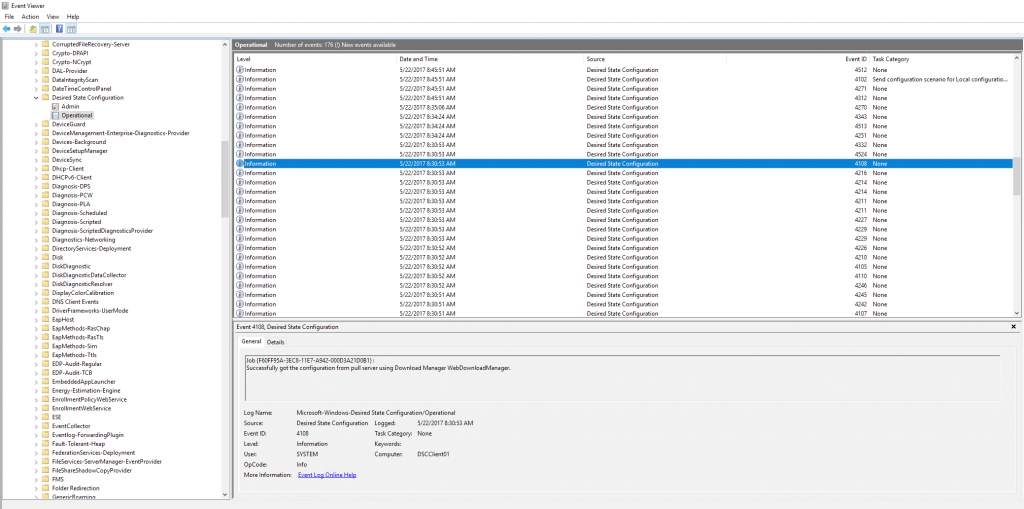 Event Viewer
File Action View Help
CorruptedFileRecovery-Server
Crypto-DPAPI
Crypto-NCrypt
DAL-Provider
DataIntegrityScan
DateTimeControlPanel
Desired State Configuration
Admin
Operational
DeviceGuard
DeviceManagement-Enterprise-Diagnostics-Provider
Devices-Background
DeviceSetupManager
DeviceSync
Dhcp-Client
DHCPv6-Client
Diagnosis-DPS
Diagnosis-PCW
Diagnosis-PLA
Diagnosis-Scheduled
Diagnosis-Scripted
Diagnosis-ScriptedDiagnosticsProvider
Diagnostics-Networking
DirectoryServices-Deployment
Disk
DiskDiagnostic
DiskDiagnosticDataCollector
DiskDiagnosticResolver
DisplayColorCalibration
DNS Client Events
DriverFrameworks-UserMode
EapHost
EapMethods-RasChap
EapMethods-RasTls
EapMethods-Sim
EapMethods-Ttls
EDP-Audit-Regular
EDP-Audit-TCB
EmbeddedAppLauncher
Energy-Estimation-Engine
EnrollmentPolicyWebService
EnrollmentWebService
ESE
EventCollector
Eventlog-ForwardingPlugin
Fault-Tolerant-Heap
FederationServices-Deployment
FileServices-ServerManager-EventProvider
FileShareShadowCopyProvider
FMS
Folder Redirection
GenericRoaming
Operational Number of events: 176 (!) New events available
Level Date and Time Source Event ID Task Category
Information 5/22/2017 8:45:51 AM Desired State Configuration 4512 None
Information 5/22/2017 8:45:51 AM Desired State Configuration 4102 Send configuration scenario for Local configuratio...
Information 5/22/2017 8:45:51 AM Desired State Configuration 4271 None
Information 5/22/2017 8:45:51 AM Desired State Configuration 4312 None
Information 5/22/2017 8:35:06 AM Desired State Configuration 4270 None
Information 5/22/2017 8:34:24 AM Desired State Configuration 4343 None
Information 5/22/2017 8:34:24 AM Desired State Configuration 4513 None
Information 5/22/2017 8:34:24 AM Desired State Configuration 4251 None
Information 5/22/2017 8:30:53 AM Desired State Configuration 4332 None
Information 5/22/2017 8:30:53 AM Desired State Configuration 4524 None
Information 5/22/2017 8:30:53 AM Desired State Configuration 4108 None
Information 5/22/2017 8:30:53 AM Desired State Configuration 4216 None
Information 5/22/2017 8:30:53 AM Desired State Configuration 4214 None
Information 5/22/2017 8:30:53 AM Desired State Configuration 4214 None
Information 5/22/2017 8:30:53 AM Desired State Configuration 4211 None
Information 5/22/2017 8:30:53 AM Desired State Configuration 4211 None
Information 5/22/2017 8:30:53 AM Desired State Configuration 4227 None
Information 5/22/2017 8:30:53 AM Desired State Configuration 4229 None
Information 5/22/2017 8:30:53 AM Desired State Configuration 4229 None
Information 5/22/2017 8:30:53 AM Desired State Configuration 4226 None
Information 5/22/2017 8:30:52 AM Desired State Configuration 4210 None
Information 5/22/2017 8:30:52 AM Desired State Configuration 4105 None
Information 5/22/2017 8:30:52 AM Desired State Configuration 4110 None
Information 5/22/2017 8:30:52 AM Desired State Configuration 4246 None
Information 5/22/2017 8:30:51 AM Desired State Configuration 4245 None
Information 5/22/2017 8:30:51 AM Desired State Configuration 4242 None
Information 5/22/2017 8:30:51 AM Desired State Configuration 4107 None
Event 4108, Desired State Configuration
General Details
Job {F60FF95A-3EC8-11E7-A942-000D3A21D0B1} :
Successfully got the configuration from pull server using Download Manager WebDownloadManager.
Log Name: Microsoft-Windows-Desired State Configuration/Operational
Source: Desired State Configuration Logged: 5/22/2017 8:30:53 AM
Event ID: 4108 Task Category: None
Level: Information Keywords:
User: SYSTEM Computer: DSCClient01
OpCode: Info
More Information: Event Log Online Help